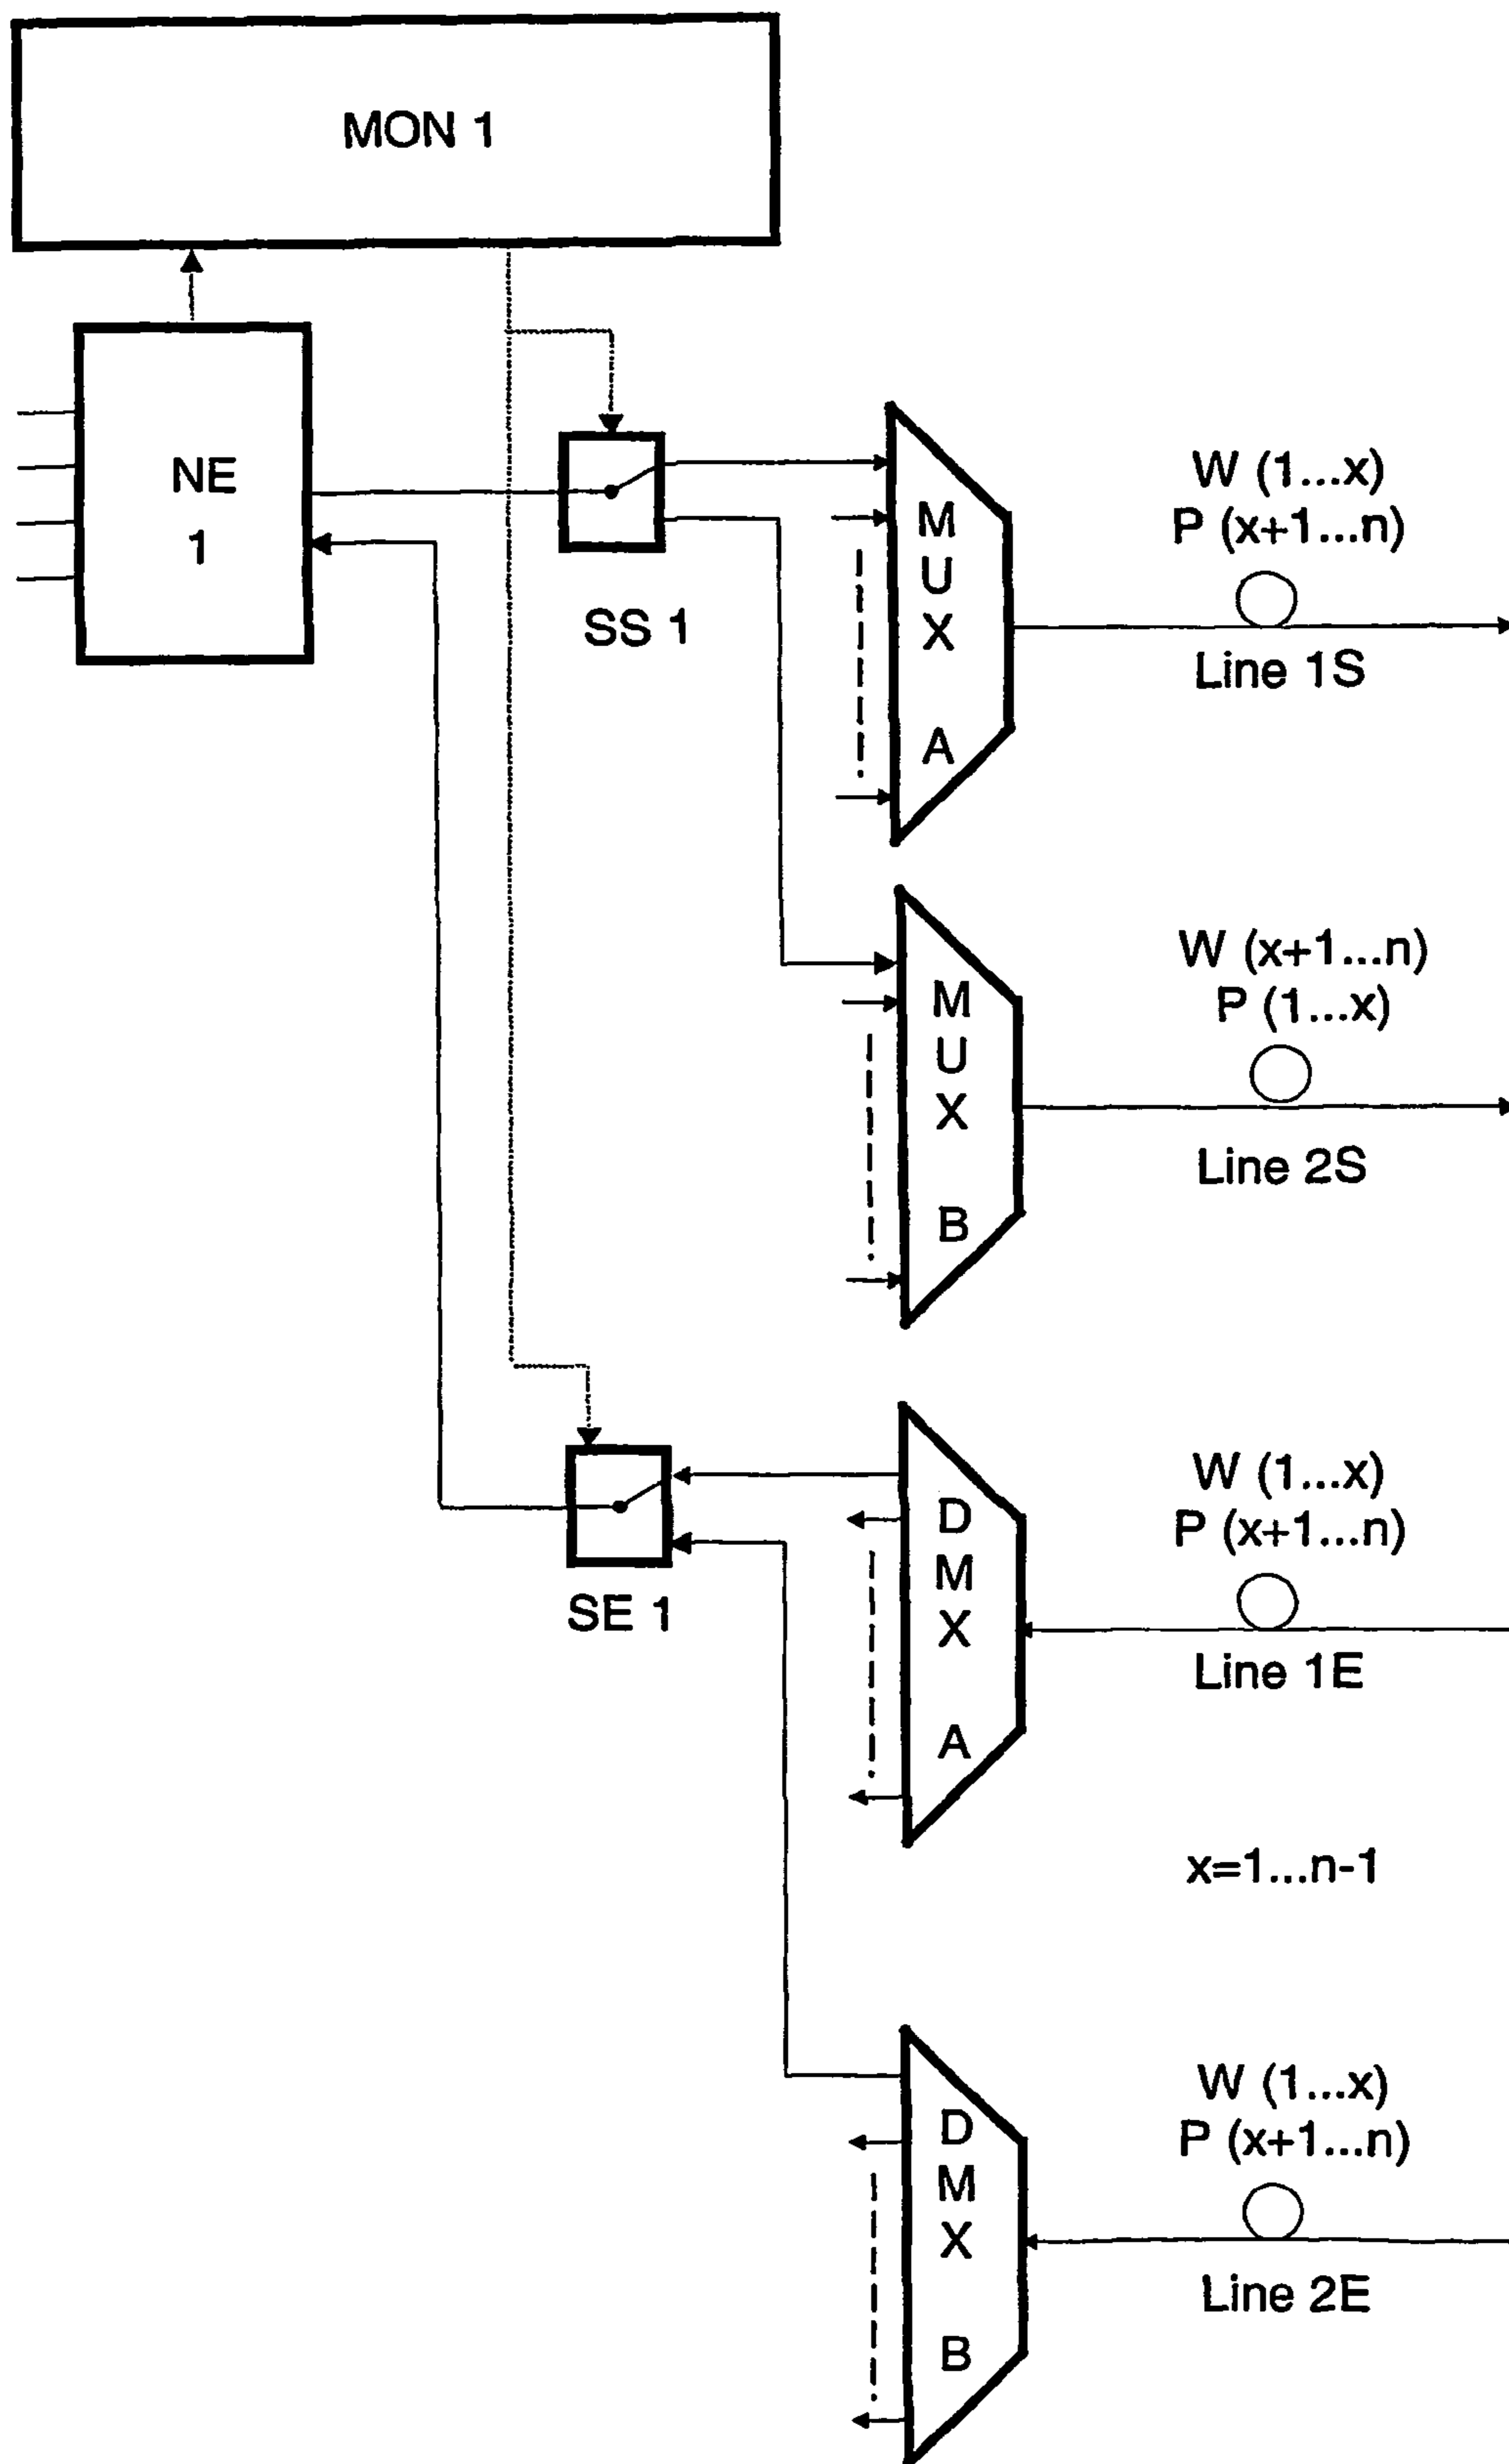 MON 1
NE
1
SS 1
M
U
X
A
W (1...x)
P (x+1...n)
Line 1S
M
U
X
B
W (x+1...n)
P (1...x)
Line 2S
SE 1
D
M
X
A
W (1...x)
P (x+1...n)
Line 1E
x=1...n-1
D
M
X
B
W (1...x)
P (x+1...n)
Line 2E